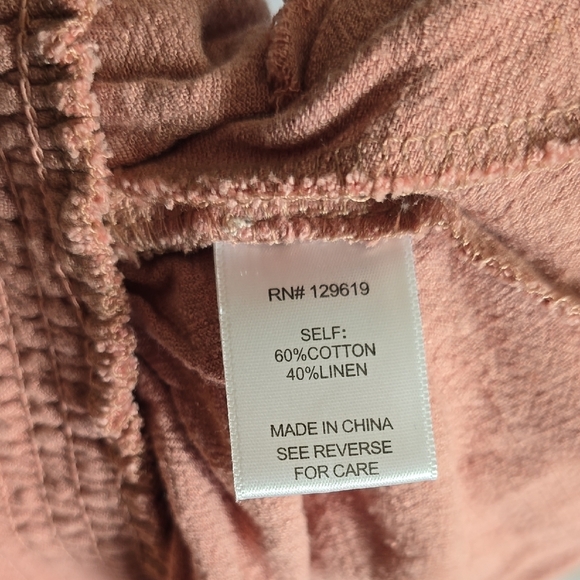 RN# 129619
SELF:
60%COTTON
40%LINEN
MADE IN CHINA
SEE REVERSE
FOR CARE